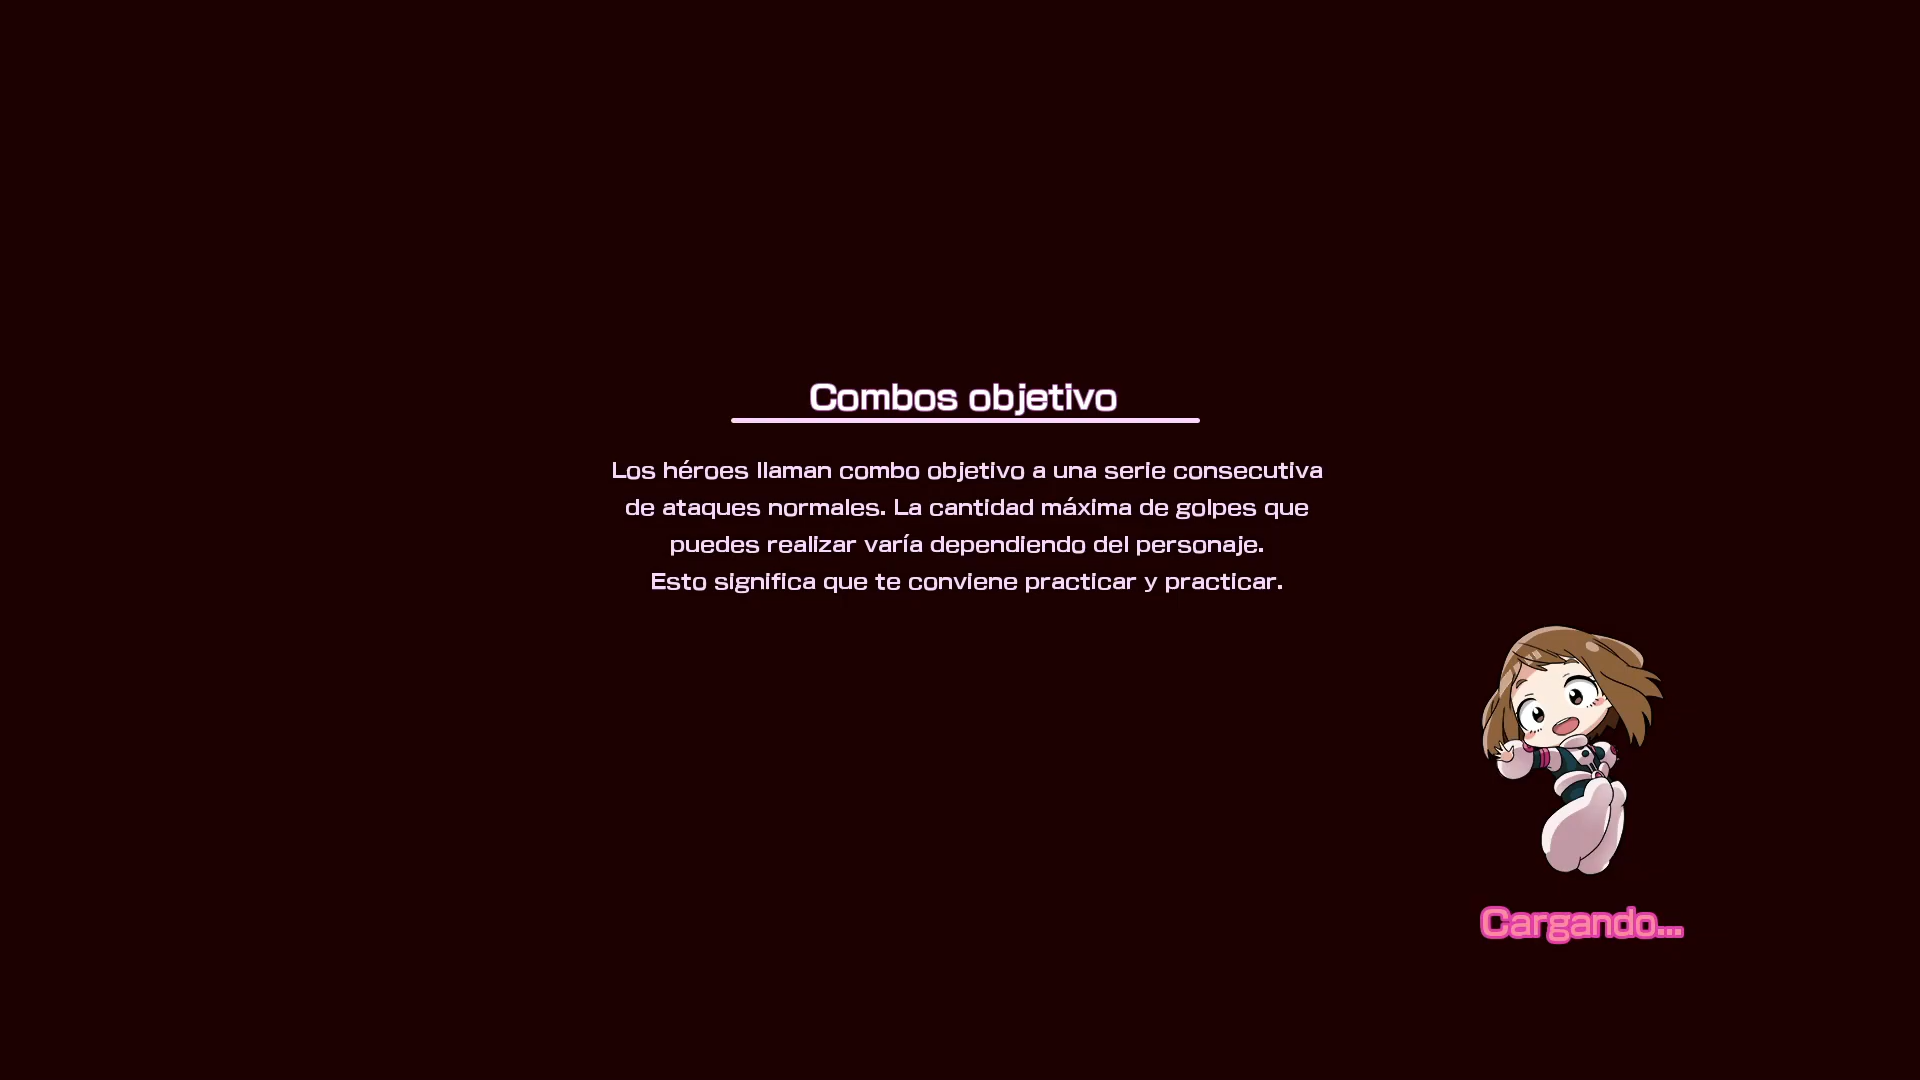 Combos objetivo
Los héroes llaman combo objetivo a una serie consecutiva
de ataques normales. La cantidad máxima de golpes que
puedes realizar varía dependiendo del personaje.
Esto significa que te conviene practicar y practicar.
Cargando...